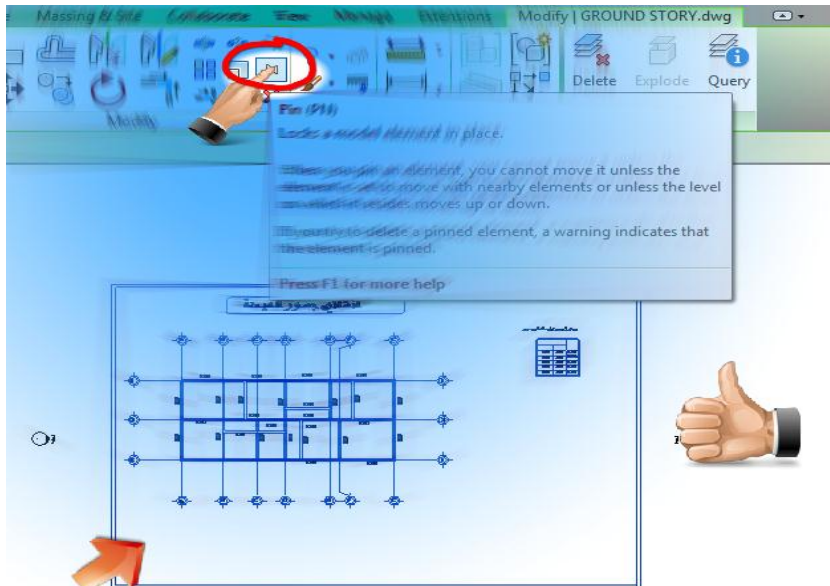 Massing & Site Collaborate View Manage Extensions Modify | GROUND STORY.dwg
Delete Explode Query
Modify
Pin (PN)
Locks a model element in place.
When you pin an element, you cannot move it unless the
element is set to move with nearby elements or unless the level
on which it resides moves up or down.
If you try to delete a pinned element, a warning indicates that
the element is pinned.
Press F1 for more help